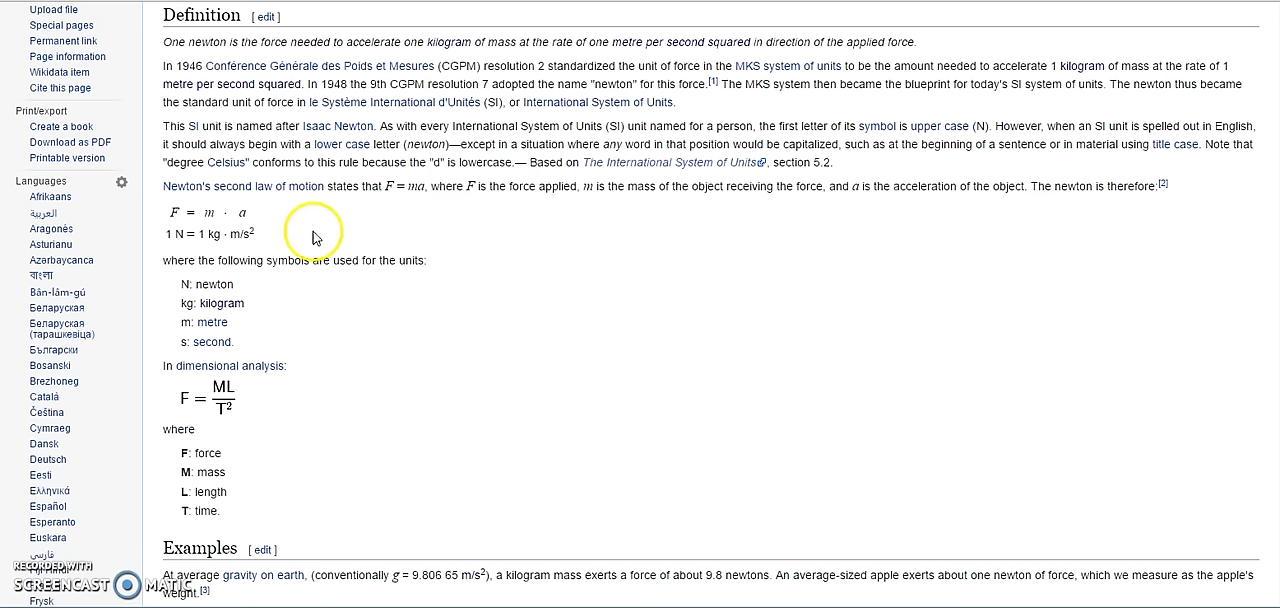 Upload file
Special pages
Permanent link
Page information
Wikidata item
Cite this page
Print/export
Create a book
Download as PDF
Printable version
Languages
Afrikaans
العربية
Aragonés
Asturianu
Azərbaycanca
বাংলা
Bân-lâm-gú
Беларуская
Беларуская
(тарашкевіца)
Български
Bosanski
Brezhoneg
Català
Čeština
Cymraeg
Dansk
Deutsch
Eesti
Ελληνικά
Español
Esperanto
Euskara
فارسی
Fiji Hindi
Frysk
Definition [ edit ]
One newton is the force needed to accelerate one kilogram of mass at the rate of one metre per second squared in direction of the applied force.
In 1946 Conférence Générale des Poids et Mesures (CGPM) resolution 2 standardized the unit of force in the MKS system of units to be the amount needed to accelerate 1 kilogram of mass at the rate of 1
metre per second squared. In 1948 the 9th CGPM resolution 7 adopted the name "newton" for this force.[1] The MKS system then became the blueprint for today's SI system of units. The newton thus became
the standard unit of force in le Système International d'Unités (SI), or International System of Units.
This SI unit is named after Isaac Newton. As with every International System of Units (SI) unit named for a person, the first letter of its symbol is upper case (N). However, when an SI unit is spelled out in English,
it should always begin with a lower case letter (newton)—except in a situation where any word in that position would be capitalized, such as at the beginning of a sentence or in material using title case. Note that
"degree Celsius" conforms to this rule because the "d" is lowercase.— Based on The International System of Units, section 5.2.
Newton's second law of motion states that F = ma, where F is the force applied, m is the mass of the object receiving the force, and a is the acceleration of the object. The newton is therefore:[2]
F = m · a
1 N = 1 kg · m/s²
where the following symbols are used for the units:
N: newton
kg: kilogram
m: metre
s: second.
In dimensional analysis:
F = ML/T²
where
F: force
M: mass
L: length
T: time.
Examples [ edit ]
At average gravity on earth, (conventionally g = 9.806 65 m/s²), a kilogram mass exerts a force of about 9.8 newtons. An average-sized apple exerts about one newton of force, which we measure as the apple's
weight.[3]
RECORDED WITH
SCREENCAST MATIC